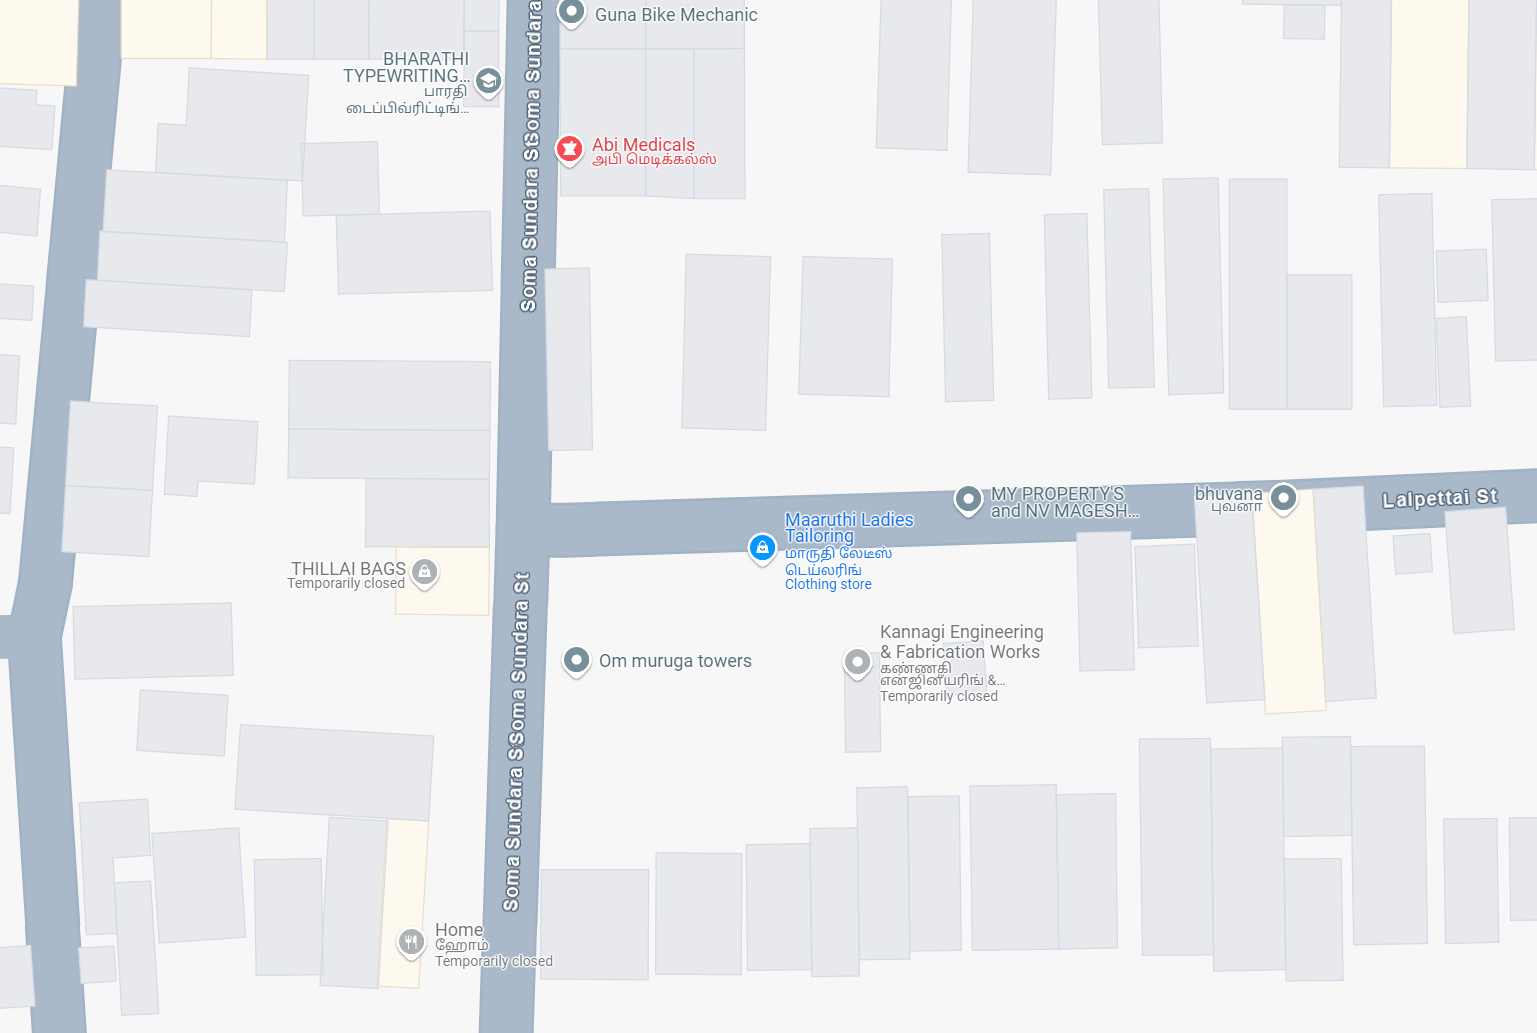 Guna Bike Mechanic
Soma Sundara
BHARATHI
TYPEWRITING...
பாரதி
டைப்பிவ்ரிட்டிங்...
Abi Medicals
அபி மெடிக்கல்ஸ்
Soma Sundara St
MY PROPERTY'S
and NV MAGESH...
bhuvana
புவனா
Lalpettai St
Maaruthi Ladies
Tailoring
மாருதி லேடீஸ்
டெய்லரிங்
Clothing store
THILLAI BAGS
Temporarily closed
Soma Sundara St
Om muruga towers
Kannagi Engineering
& Fabrication Works
கண்ணகி
என்ஜினியரிங் &...
Temporarily closed
Soma Sundara St
Home
ஹோம்
Temporarily closed